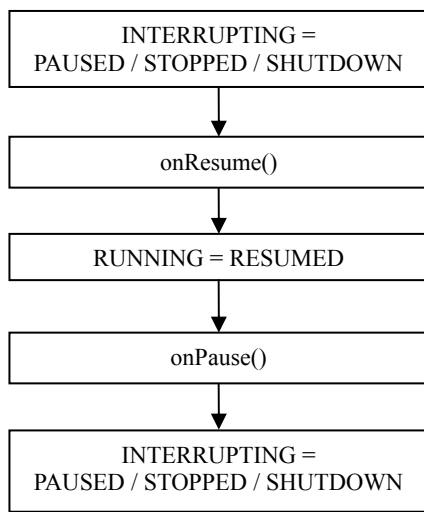 INTERRUPTING =
PAUSED / STOPPED / SHUTDOWN
onResume()
RUNNING = RESUMED
onPause()
INTERRUPTING =
PAUSED / STOPPED / SHUTDOWN